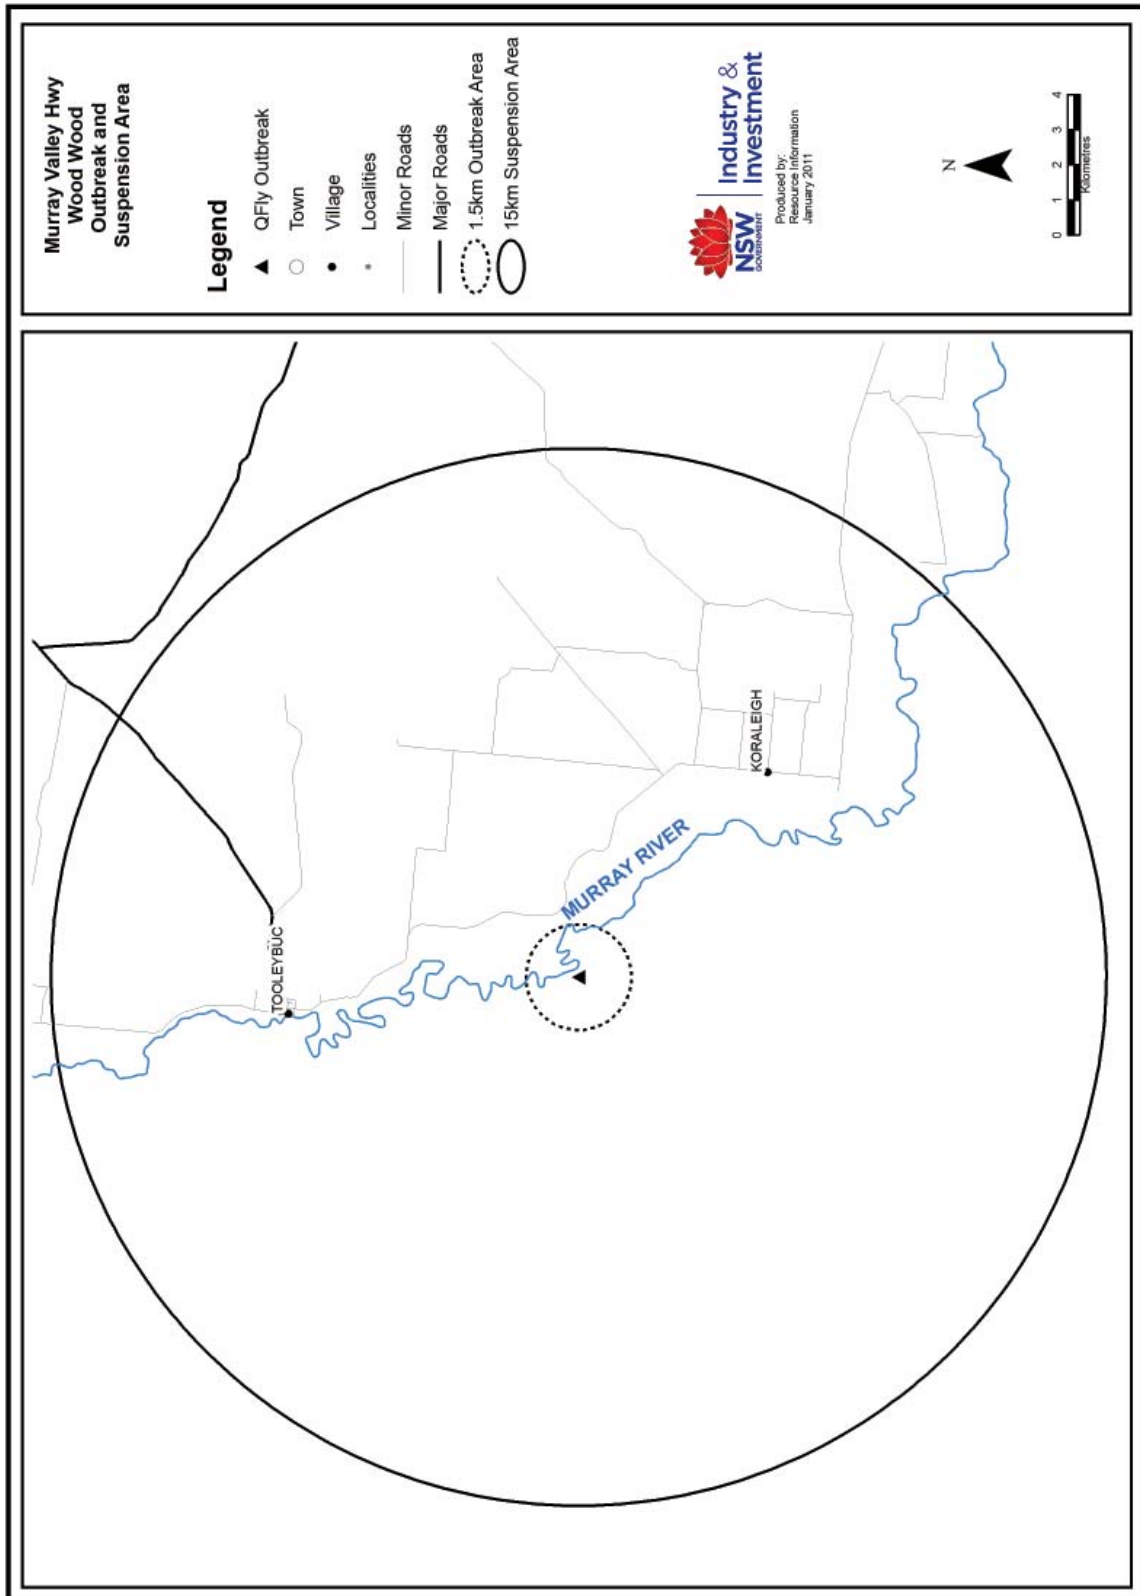 Murray Valley Hwy
Wood Wood
Outbreak and
Suspension Area
Legend
QFly Outbreak
Town
Village
Localities
Minor Roads
Major Roads
1.5km Outbreak Area
15km Suspension Area
NSW
GOVERNMENT
Industry &
Investment
Produced by:
Resource Information
January 2011
N
0 1 2 3 4
Kilometres
TOOLEYBUC
MURRAY RIVER
KORALEIGH